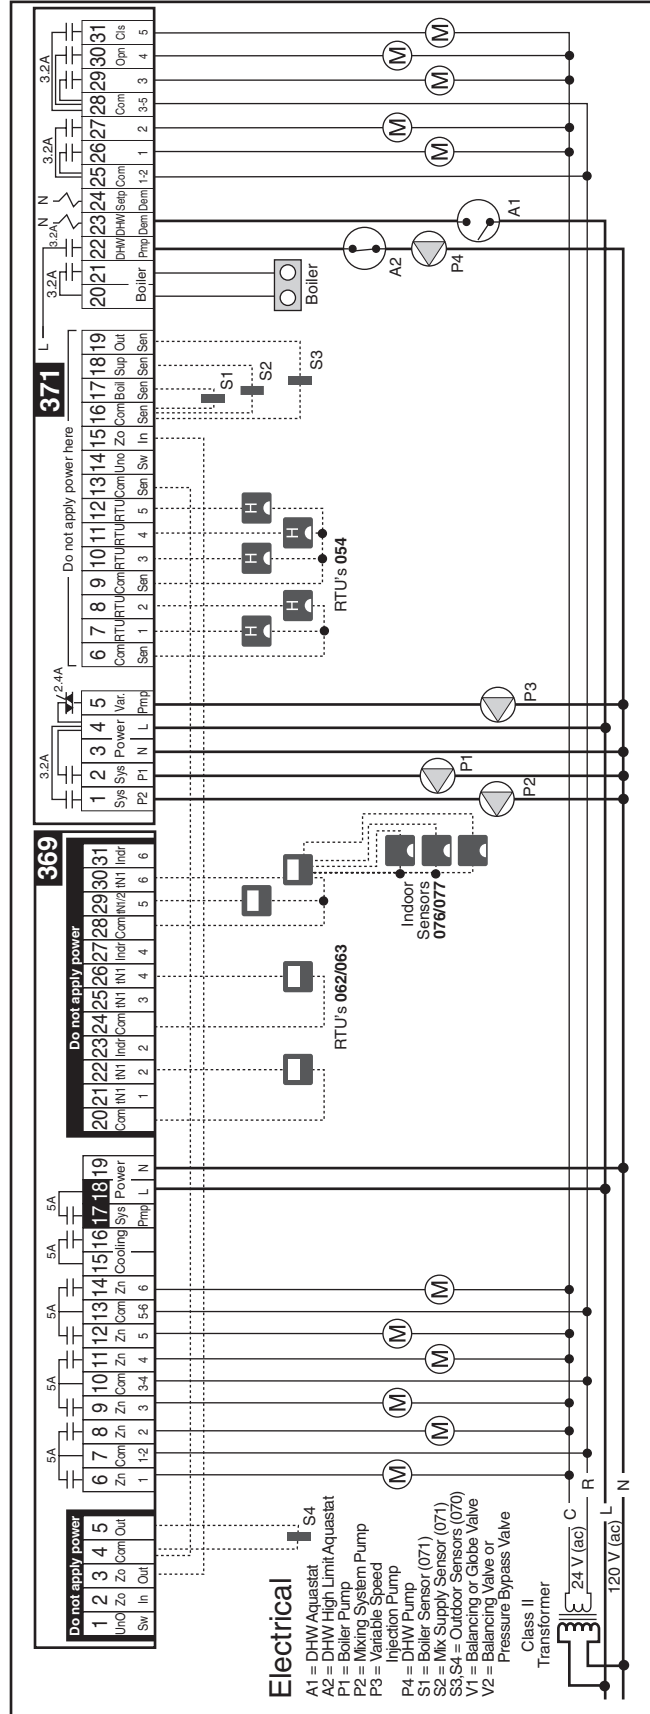 369
Do not apply power
1 2 3 4 5
UnO Zo Zo Com Out
Sw In Out
5A 5A 5A 5A 5A
6 7 8 9 10 11 12 13 14 15 16 17 18 19
Zn Com Zn Zn Com Zn Zn Com Zn Cooling Sys Power
1 1-2 2 3 3-4 4 5 5-6 6 Pmp L N
Do not apply power
20 21 22 23 24 25 26 27 28 29 30 31
Com tN1 tN1 Indr Com tN1 tN1 Indr Com tN1/2 tN1 Indr
1 2 2 3 4 4 5 6 6
371
3.2A 2.4A
1 2 3 4 5
Sys Sys Power Var.
P2 P1 N L Pmp
Do not apply power here
6 7 8 9 10 11 12 13 14 15 16 17 18 19
Com RTU RTU Com RTU RTU RTU Com Uno Zo Com Boil Sup Out
Sen 1 2 Sen 3 4 5 Sen Sw In Sen Sen Sen Sen
L 3.2A 3.2A N N 3.2A 3.2A
20 21 22 23 24 25 26 27 28 29 30 31
Boiler DHW DHW Setp Com Com Opn Cls
Pmp Dem Dem 1-2 1 2 3-5 3 4 5
M M M M M M
S4
RTU's 062/063
Indoor
Sensors
076/077
P2
P1
P3
H H H H H
RTU's 054
S1
S2
S3
Boiler
A2
P4
A1
M M M M M
Electrical
A1 = DHW Aquastat
A2 = DHW High Limit Aquastat
P1 = Boiler Pump
P2 = Mixing System Pump
P3 = Variable Speed
Injection Pump
P4 = DHW Pump
S1 = Boiler Sensor (071)
S2 = Mix Supply Sensor (071)
S3,S4 = Outdoor Sensors (070)
V1 = Balancing or Globe Valve
V2 = Balancing Valve or
Pressure Bypass Valve
Class II
Transformer
24 V (ac)
C
R
120 V (ac)
L
N